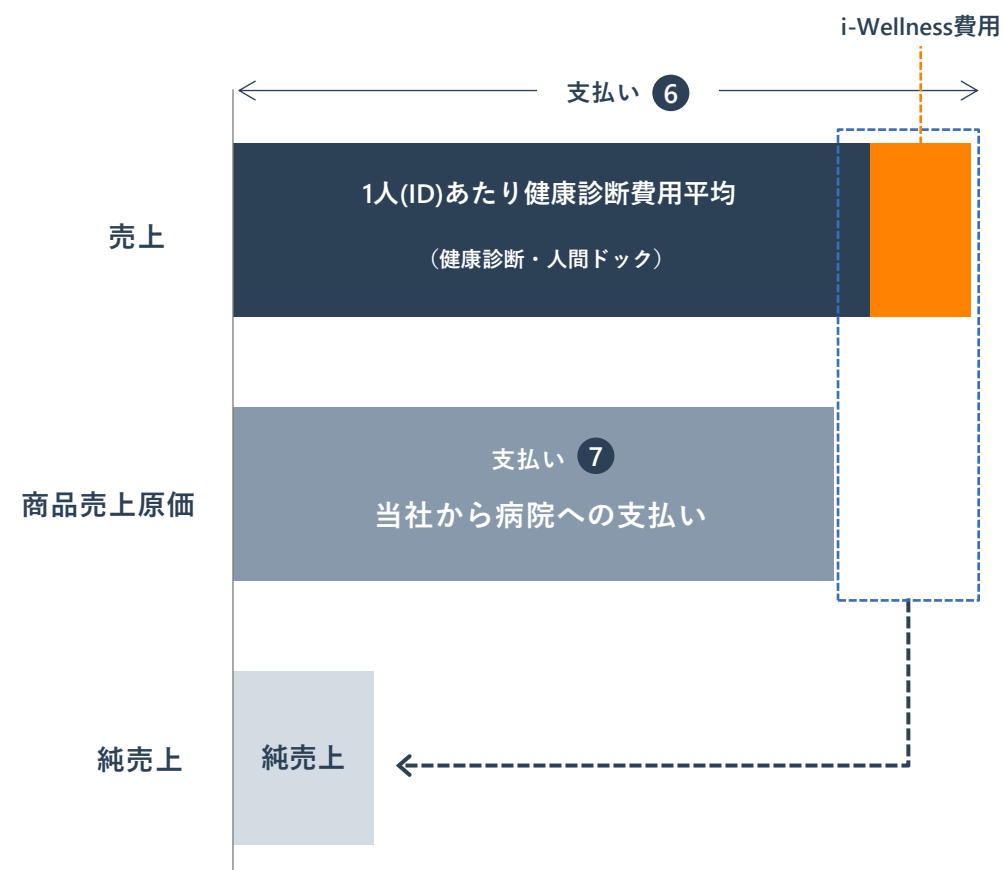 i-Wellness費用
支払い 6
1人(ID)あたり健康診断費用平均
（健康診断・人間ドック）
売上
支払い 7
当社から病院への支払い
商品売上原価
純売上
純売上